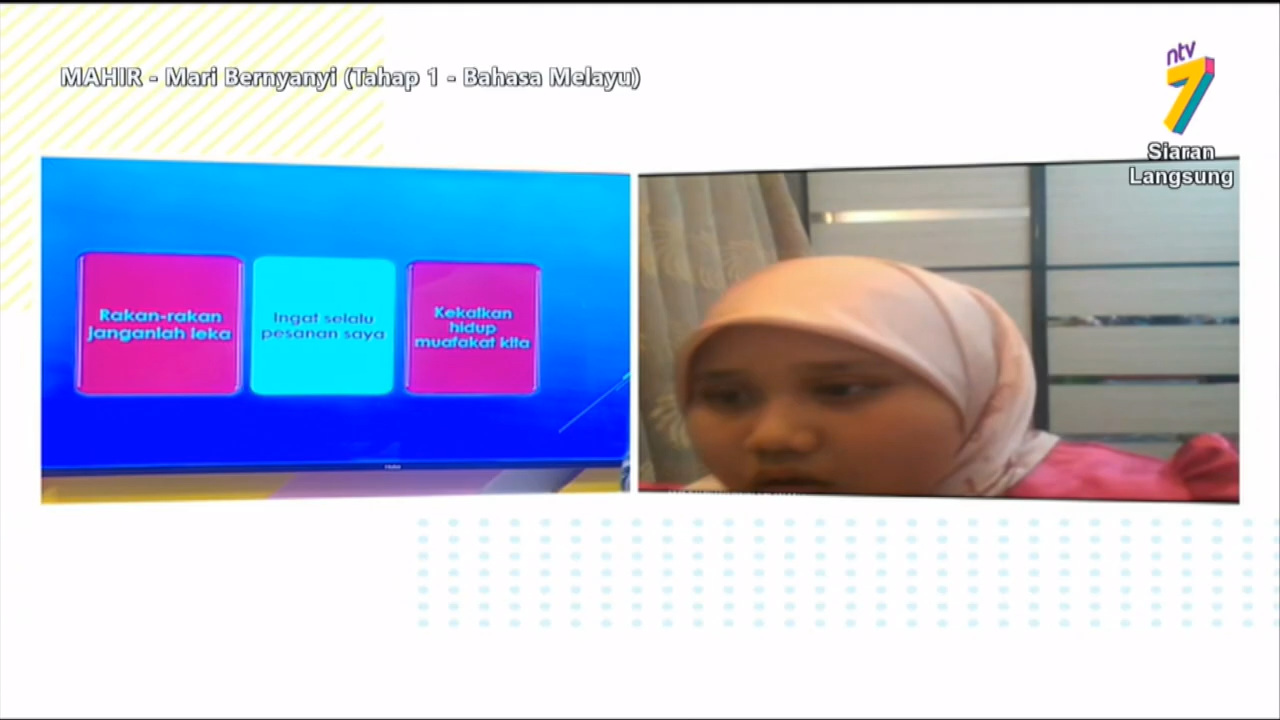 MAHIR - Mari Bernyanyi (Tahap 1 - Bahasa Melayu)
ntv
7
Siaran
Langsung
Rakan-rakan
janganlah leka
Ingat selalu
pesanan saya
Kekalkan
hidup
muafakat kita